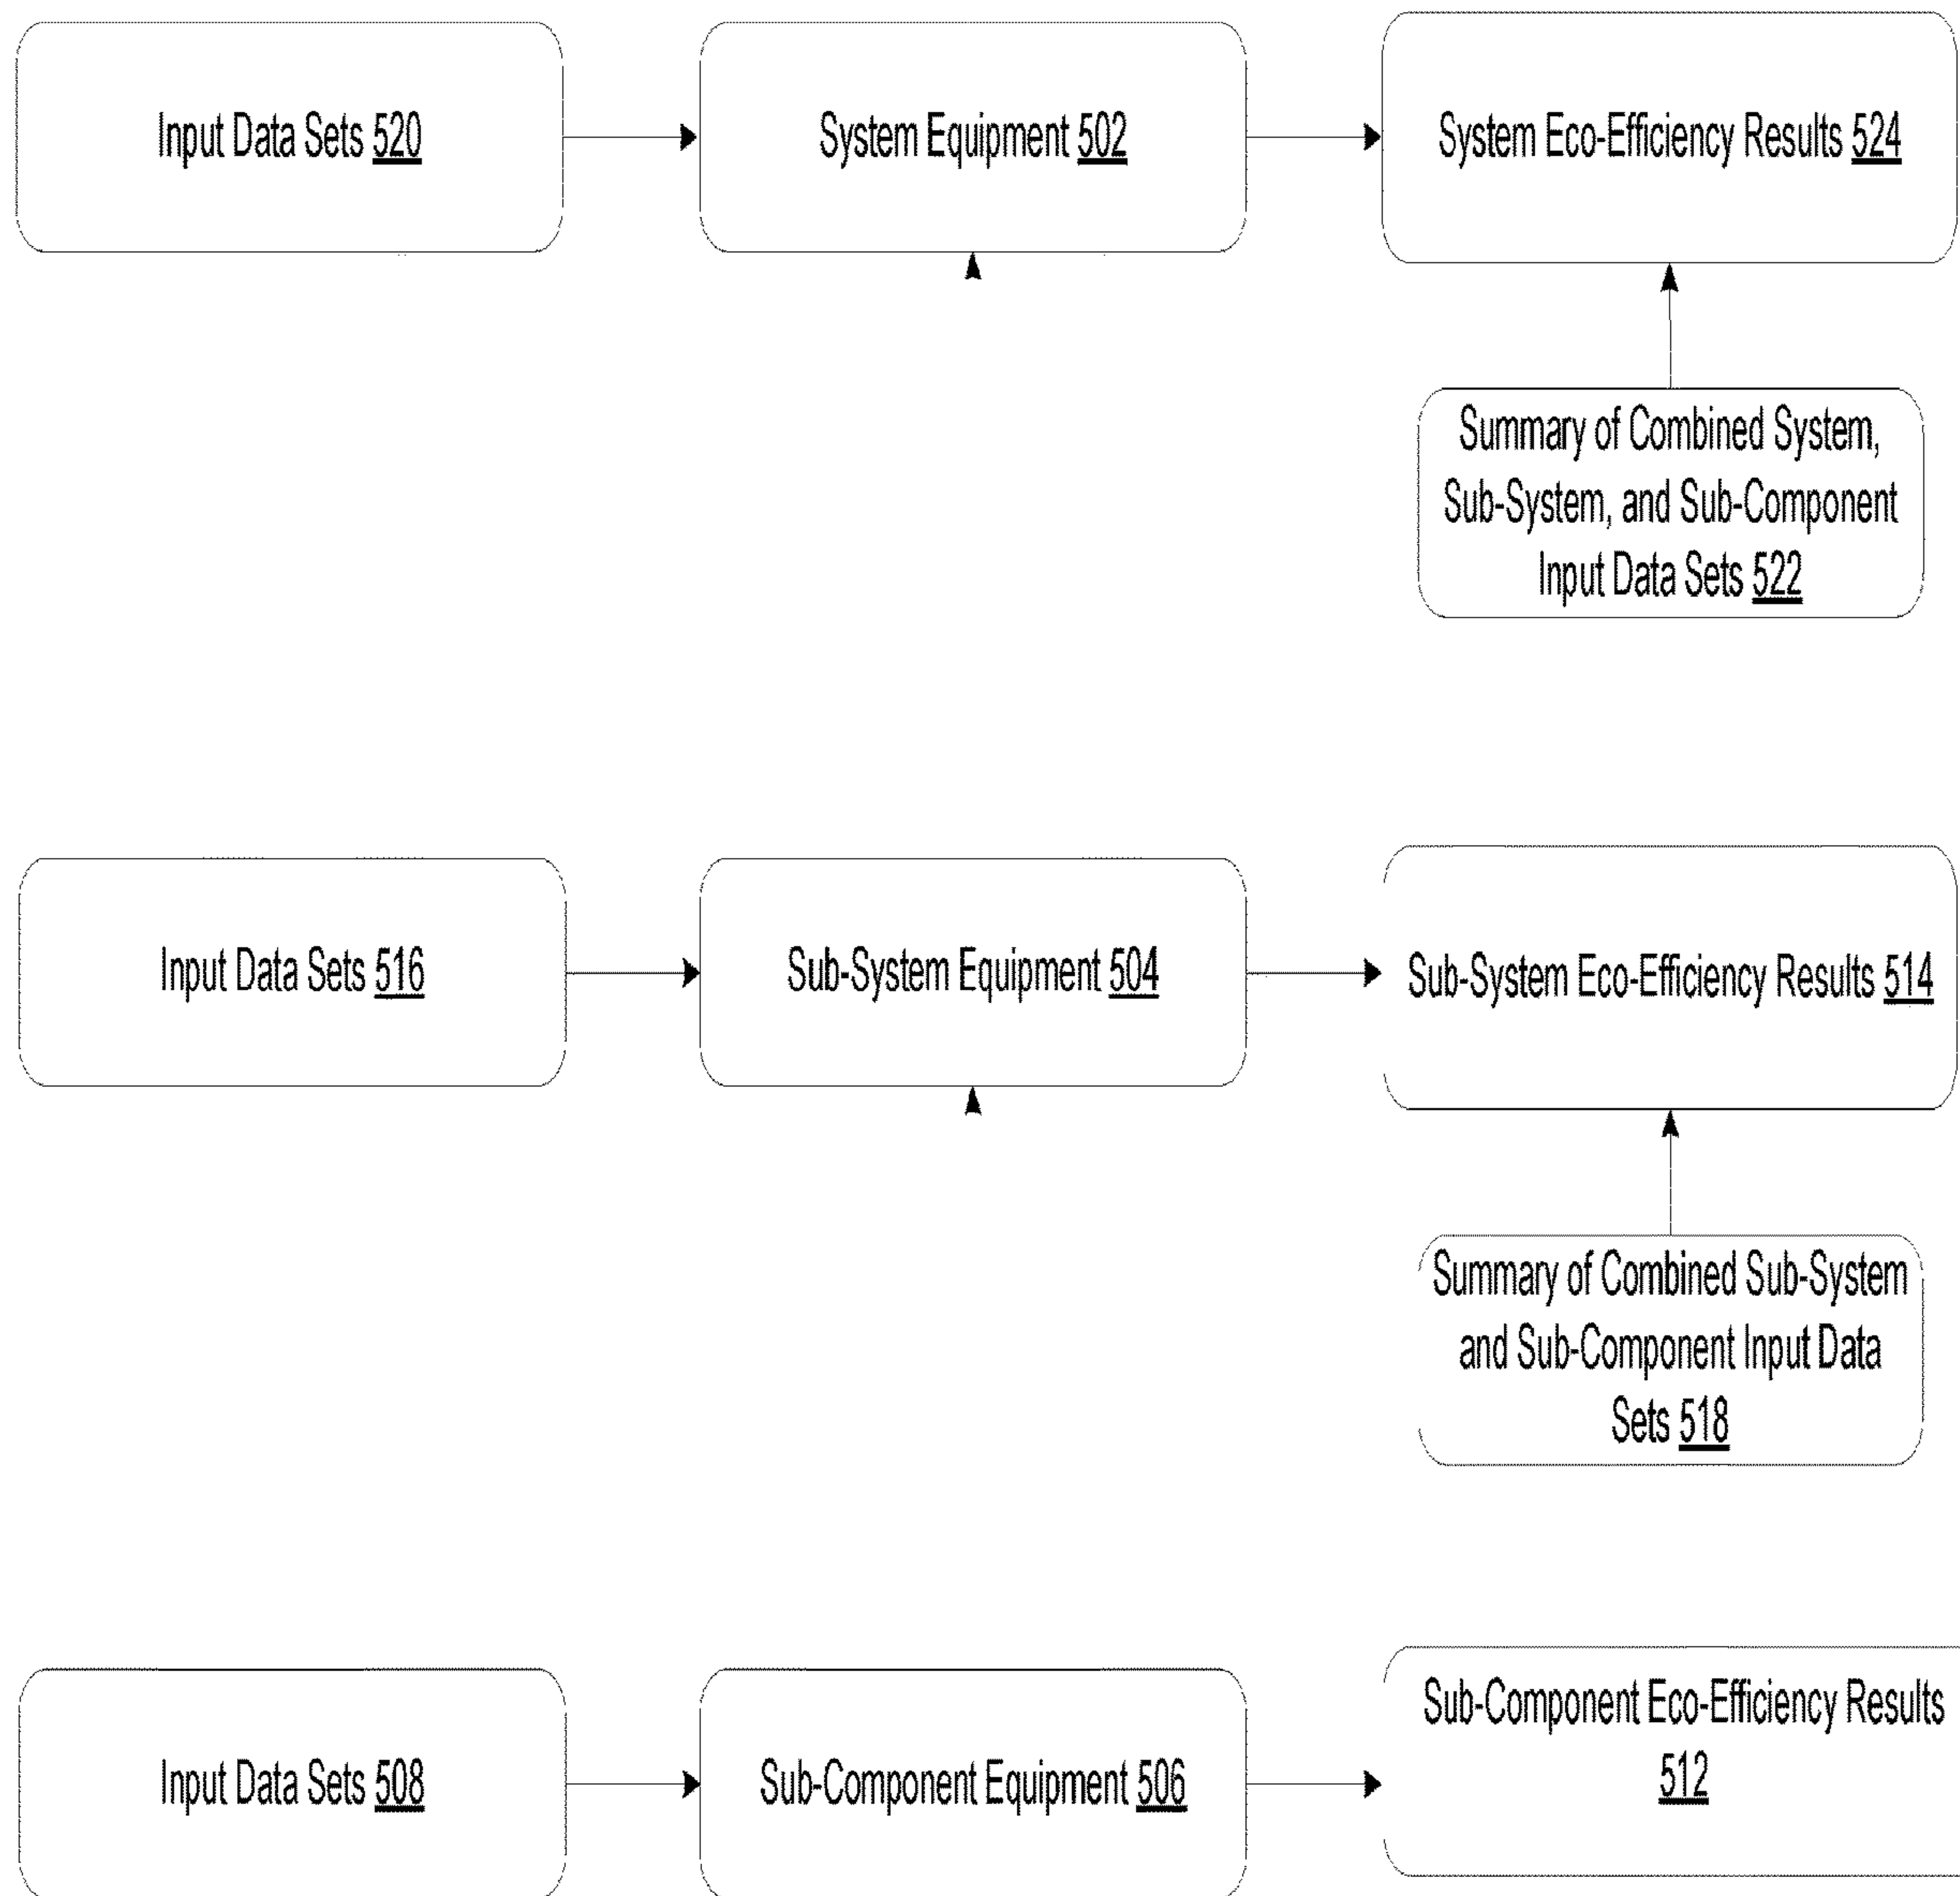 Input Data Sets 520
System Equipment 502
System Eco-Efficiency Results 524
Summary of Combined System,
Sub-System, and Sub-Component
Input Data Sets 522
Input Data Sets 516
Sub-System Equipment 504
Sub-System Eco-Efficiency Results 514
Summary of Combined Sub-System
and Sub-Component Input Data
Sets 518
Input Data Sets 508
Sub-Component Equipment 506
Sub-Component Eco-Efficiency Results
512